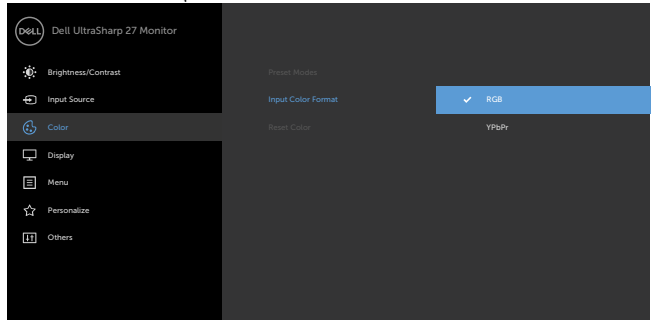 DELL Dell UltraSharp 27 Monitor
Brightness/Contrast
Preset Modes
Input Source
Input Color Format
✓ RGB
Color
Reset Color
YPbPr
Display
Menu
Personalize
Others